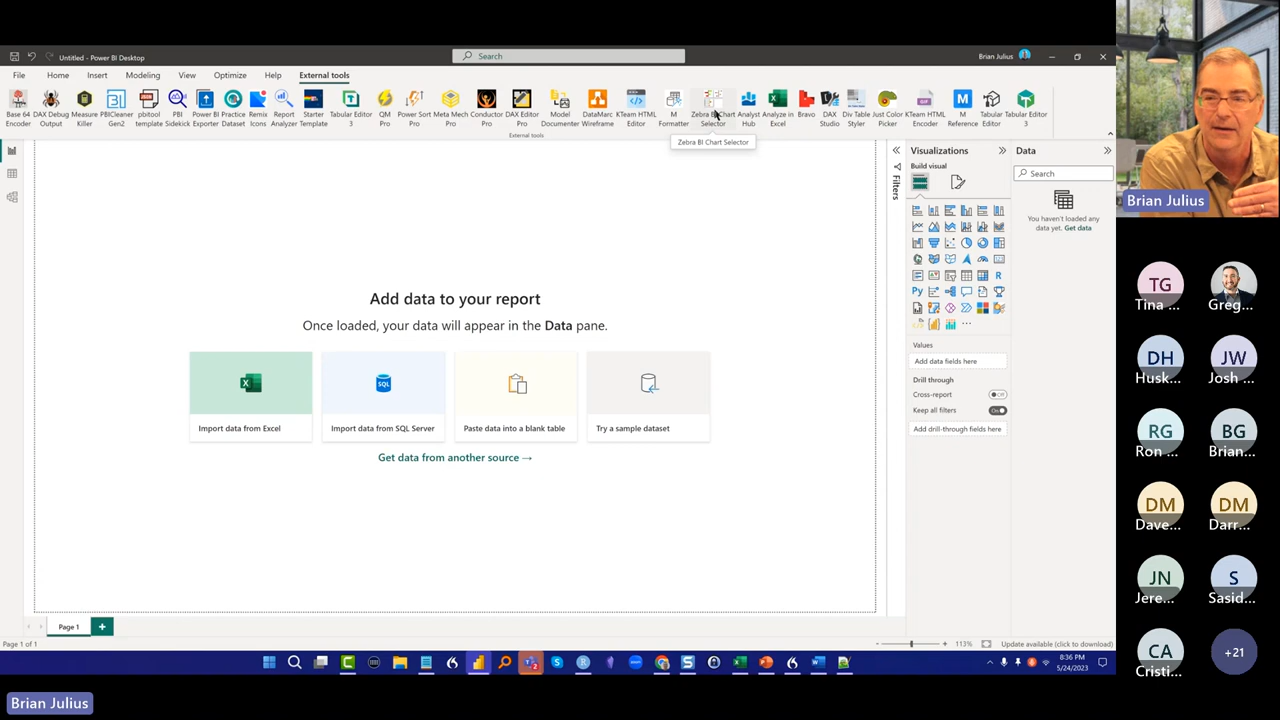 Untitled - Power BI Desktop
Search
Brian Julius
File Home Insert Modeling View Optimize Help External tools
Base 64 Encoder
DAX Debug Output
Measure Killer
PBICleaner Gen2
pbitool template
PBI Sidekick
Power BI Exporter
Practice Dataset
Remix Icons
Report Analyzer
Starter Template
Tabular Editor 3
QM Pro
Power Sort Pro
Meta Mech Pro
Conductor Pro
DAX Editor Pro
Model Documenter
DataMarc Wireframe
KTeam HTML Editor
M Formatter
Zebra BI Chart Selector
Analyst Hub
Analyze in Excel
Bravo
DAX Studio
Div Table Styler
Just Color Picker
KTeam HTML Encoder
M Reference
Tabular Editor
Tabular Editor 3
External tools
Zebra BI Chart Selector
Filters
Visualizations
Build visual
Py
R
Values
Add data fields here
Drill through
Cross-report
Off
Keep all filters
On
Add drill-through fields here
Data
Search
You haven't loaded any
data yet. Get data
Add data to your report
Once loaded, your data will appear in the Data pane.
Import data from Excel
SQL
Import data from SQL Server
Paste data into a blank table
Try a sample dataset
Get data from another source →
Page 1
Page 1 of 1
113%
Update available (click to download)
8:36 PM
5/24/2023
Brian Julius
Brian Julius
TG
Tina ...
Greg...
DH
Husk...
JW
Josh ...
RG
Ron ...
BG
Brian...
DM
Dave...
DM
Darr...
JN
Jere...
S
Sasid...
CA
Cristi...
+21